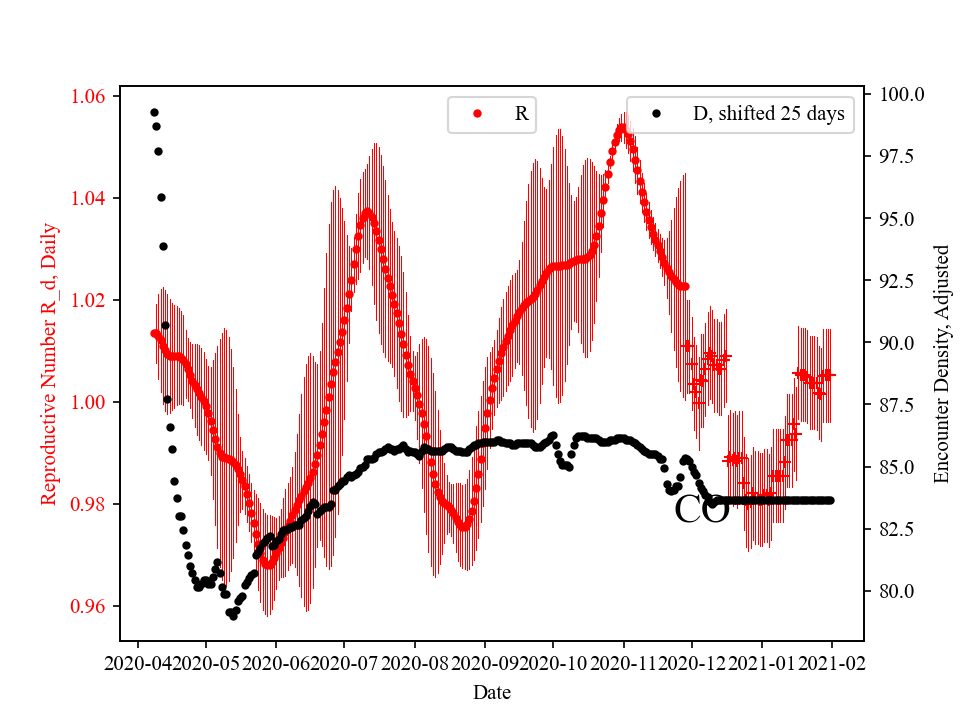 R
D, shifted 25 days
1.06
1.04
1.02
1.00
0.98
0.96
Reproductive Number R_d, Daily
100.0
97.5
95.0
92.5
90.0
87.5
85.0
82.5
80.0
Encounter Density, Adjusted
CO
2020-04 2020-05 2020-06 2020-07 2020-08 2020-09 2020-10 2020-11 2020-12 2021-01 2021-02
Date